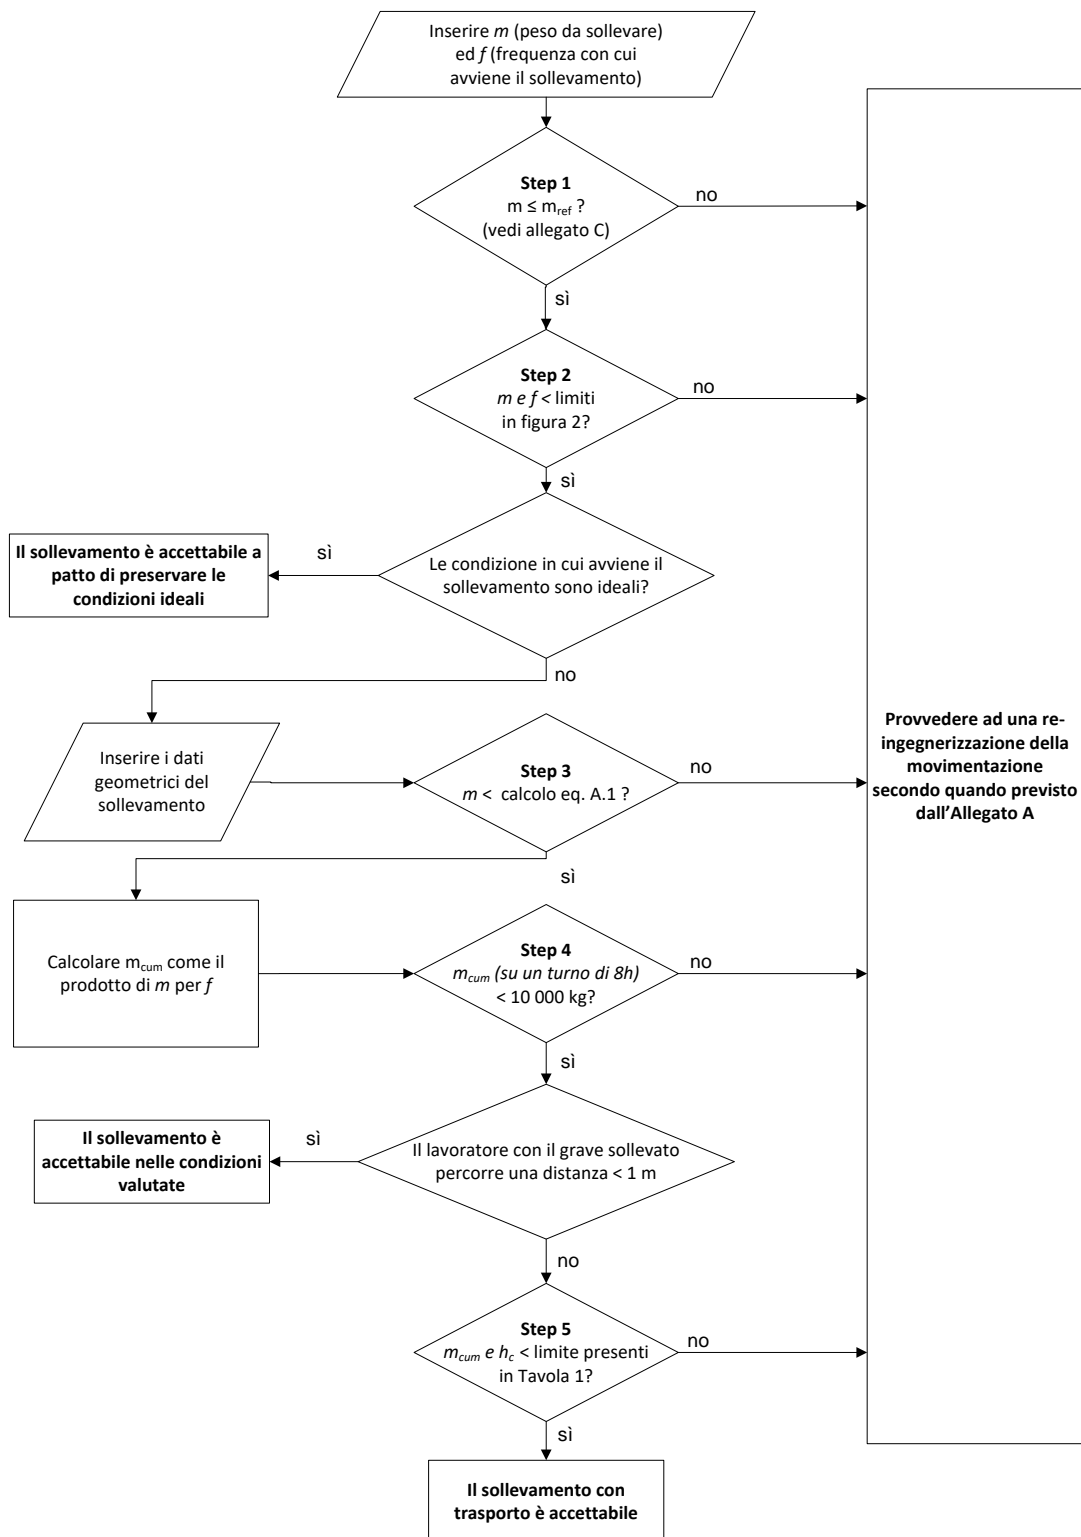 Inserire m (peso da sollevare)
ed f (frequenza con cui
avviene il sollevamento)
Step 1
m ≤ mref ?
(vedi allegato C)
no
sì
Step 2
m e f < limiti
in figura 2?
no
sì
Le condizione in cui avviene il
sollevamento sono ideali?
sì
Il sollevamento è accettabile a
patto di preservare le
condizioni ideali
no
Inserire i dati
geometrici del
sollevamento
Step 3
m < calcolo eq. A.1 ?
no
sì
Provvedere ad una re-
ingegnerizzazione della
movimentazione
secondo quando previsto
dall'Allegato A
Calcolare mcum come il
prodotto di m per f
Step 4
mcum (su un turno di 8h)
< 10 000 kg?
no
sì
Il lavoratore con il grave sollevato
percorre una distanza < 1 m
sì
Il sollevamento è
accettabile nelle condizioni
valutate
no
Step 5
mcum e hc < limite presenti
in Tavola 1?
no
sì
Il sollevamento con
trasporto è accettabile